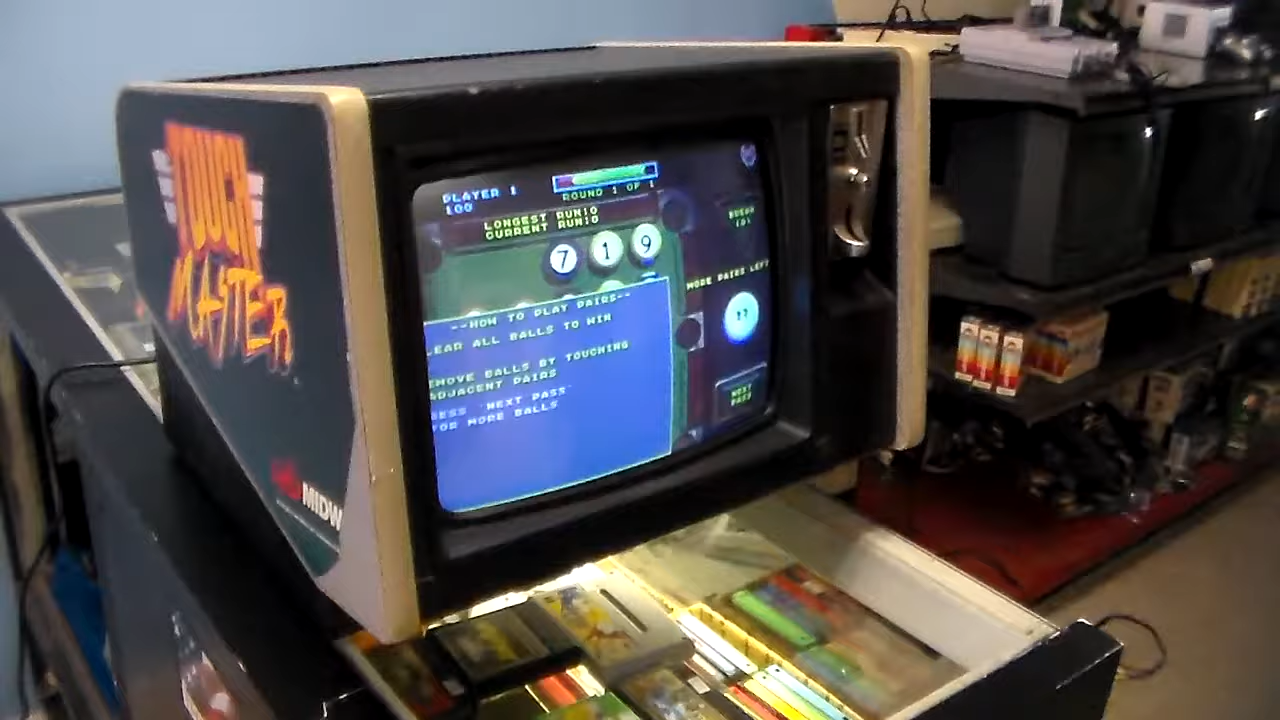 TOUCH
MASTER
MIDW
PLAYER 1
100
ROUND 1 OF 1
LONGEST RUN:0
CURRENT RUN:0
7 1 9
BREAK
MORE PAIRS LEFT
--HOW TO PLAY PAIRS--
LEAR ALL BALLS TO WIN
EMOVE BALLS BY TOUCHING
ADJACENT PAIRS
ESS 'NEXT PASS'
FOR MORE BALLS
NEXT
PASS